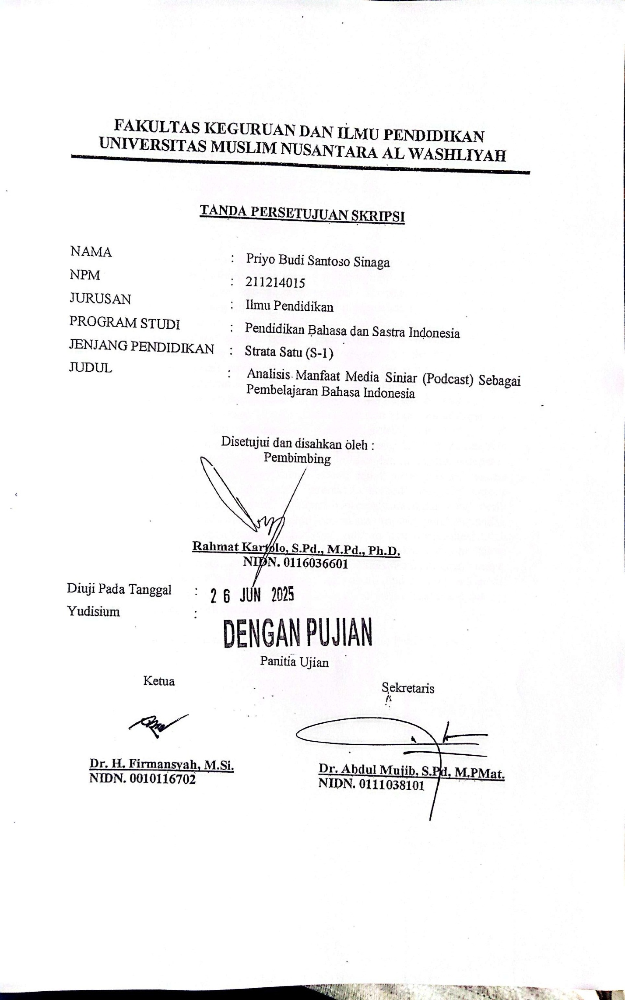 FAKULTAS KEGURUAN DAN ILMU PENDIDIKAN
UNIVERSITAS MUSLIM NUSANTARA AL WASHLIYAH
TANDA PERSETUJUAN SKRIPSI
NAMA : Priyo Budi Santoso Sinaga
NPM : 211214015
JURUSAN : Ilmu Pendidikan
PROGRAM STUDI : Pendidikan Bahasa dan Sastra Indonesia
JENJANG PENDIDIKAN : Strata Satu (S-1)
JUDUL : Analisis Manfaat Media Siniar (Podcast) Sebagai
Pembelajaran Bahasa Indonesia
Disetujui dan disahkan oleh :
Pembimbing
Rahmat Kartolo, S.Pd., M.Pd., Ph.D.
NIDN. 0116036601
Diuji Pada Tanggal : 26 JUN 2025
Yudisium :
DENGAN PUJIAN
Panitia Ujian
Ketua
Sekretaris
Dr. H. Firmansyah, M.Si.
NIDN. 0010116702
Dr. Abdul Mujib, S.Pd, M.PMat.
NIDN. 0111038101